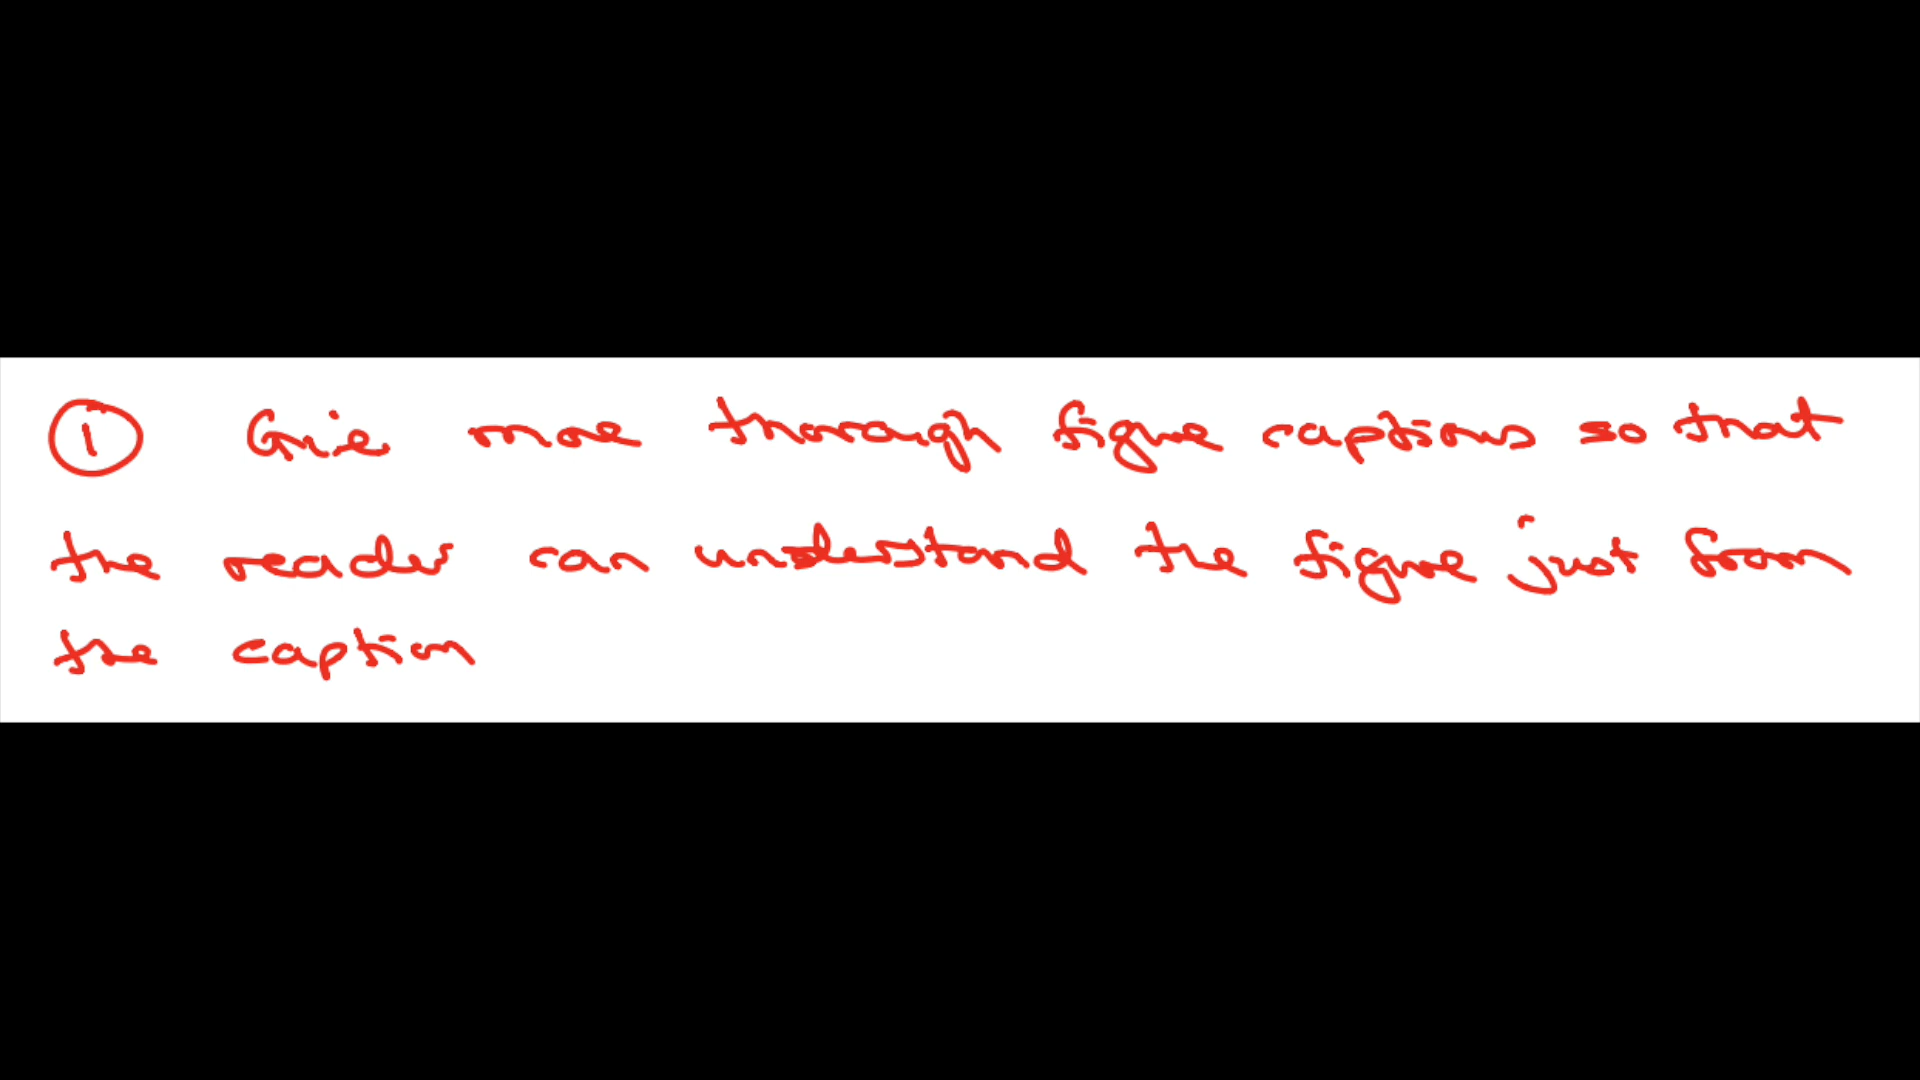 ① Give more thorough figure captions so that
the reader can understand the figure just from
the caption